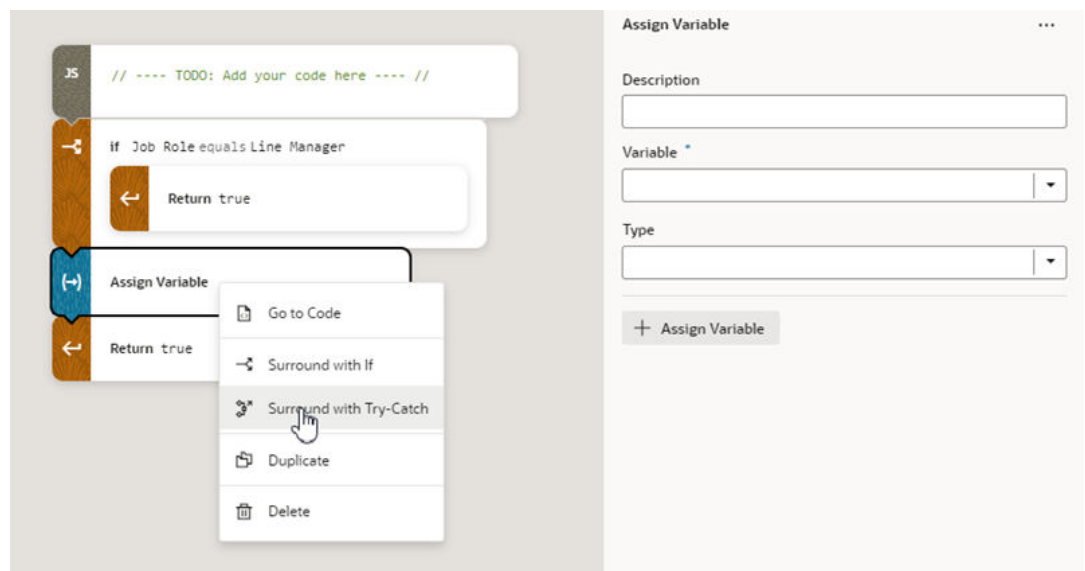 JS // ---- TODO: Add your code here ---- //
if Job Role equals Line Manager
Return true
Assign Variable
Return true
Go to Code
Surround with If
Surround with Try-Catch
Duplicate
Delete
Assign Variable ...
Description
Variable *
Type
+ Assign Variable